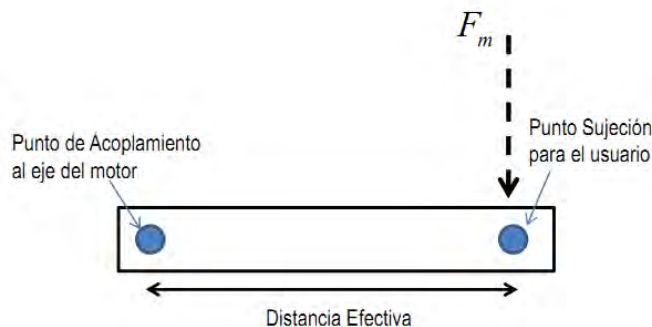 F_m
Punto de Acoplamiento
al eje del motor
Punto Sujeción
para el usuario
Distancia Efectiva